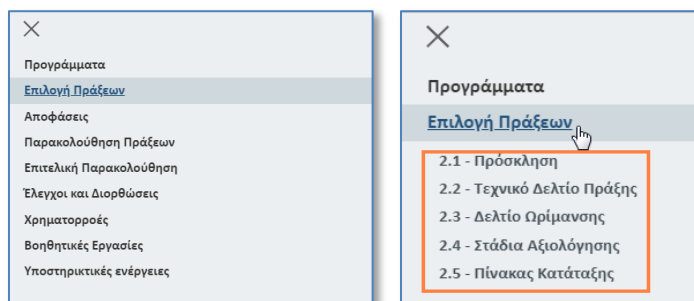 Προγράμματα
Επιλογή Πράξεων
Αποφάσεις
Παρακολούθηση Πράξεων
Επιτελική Παρακολούθηση
Έλεγχοι και Διορθώσεις
Χρηματορροές
Βοηθητικές Εργασίες
Υποστηρικτικές ενέργειες
Προγράμματα
Επιλογή Πράξεων
2.1 - Πρόσκληση
2.2 - Τεχνικό Δελτίο Πράξης
2.3 - Δελτίο Ωρίμανσης
2.4 - Στάδια Αξιολόγησης
2.5 - Πίνακας Κατάταξης